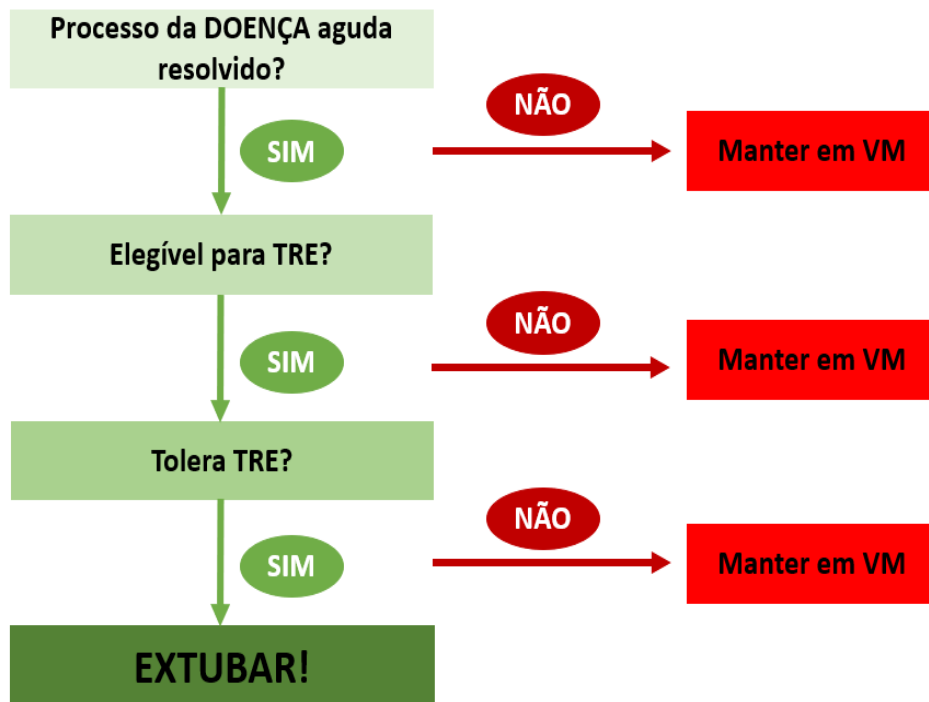 Processo da DOENÇA aguda
resolvido?
NÃO
SIM
Manter em VM
Elegível para TRE?
NÃO
SIM
Manter em VM
Tolera TRE?
NÃO
SIM
Manter em VM
EXTUBAR!